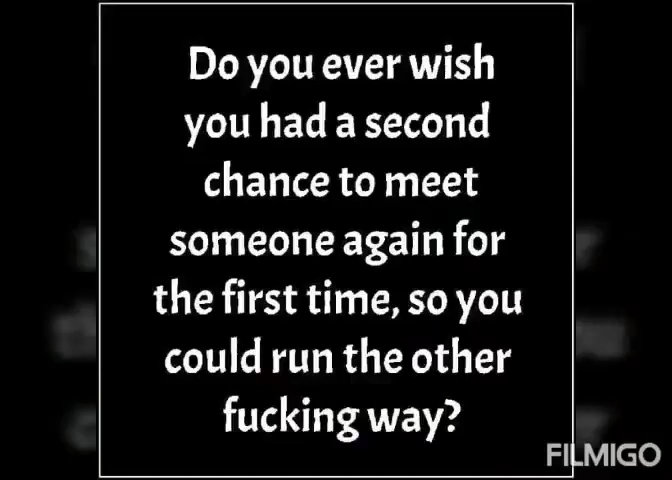 Do you ever wish
you had a second
chance to meet
someone again for
the first time, so you
could run the other
fucking way?
FILMIGO